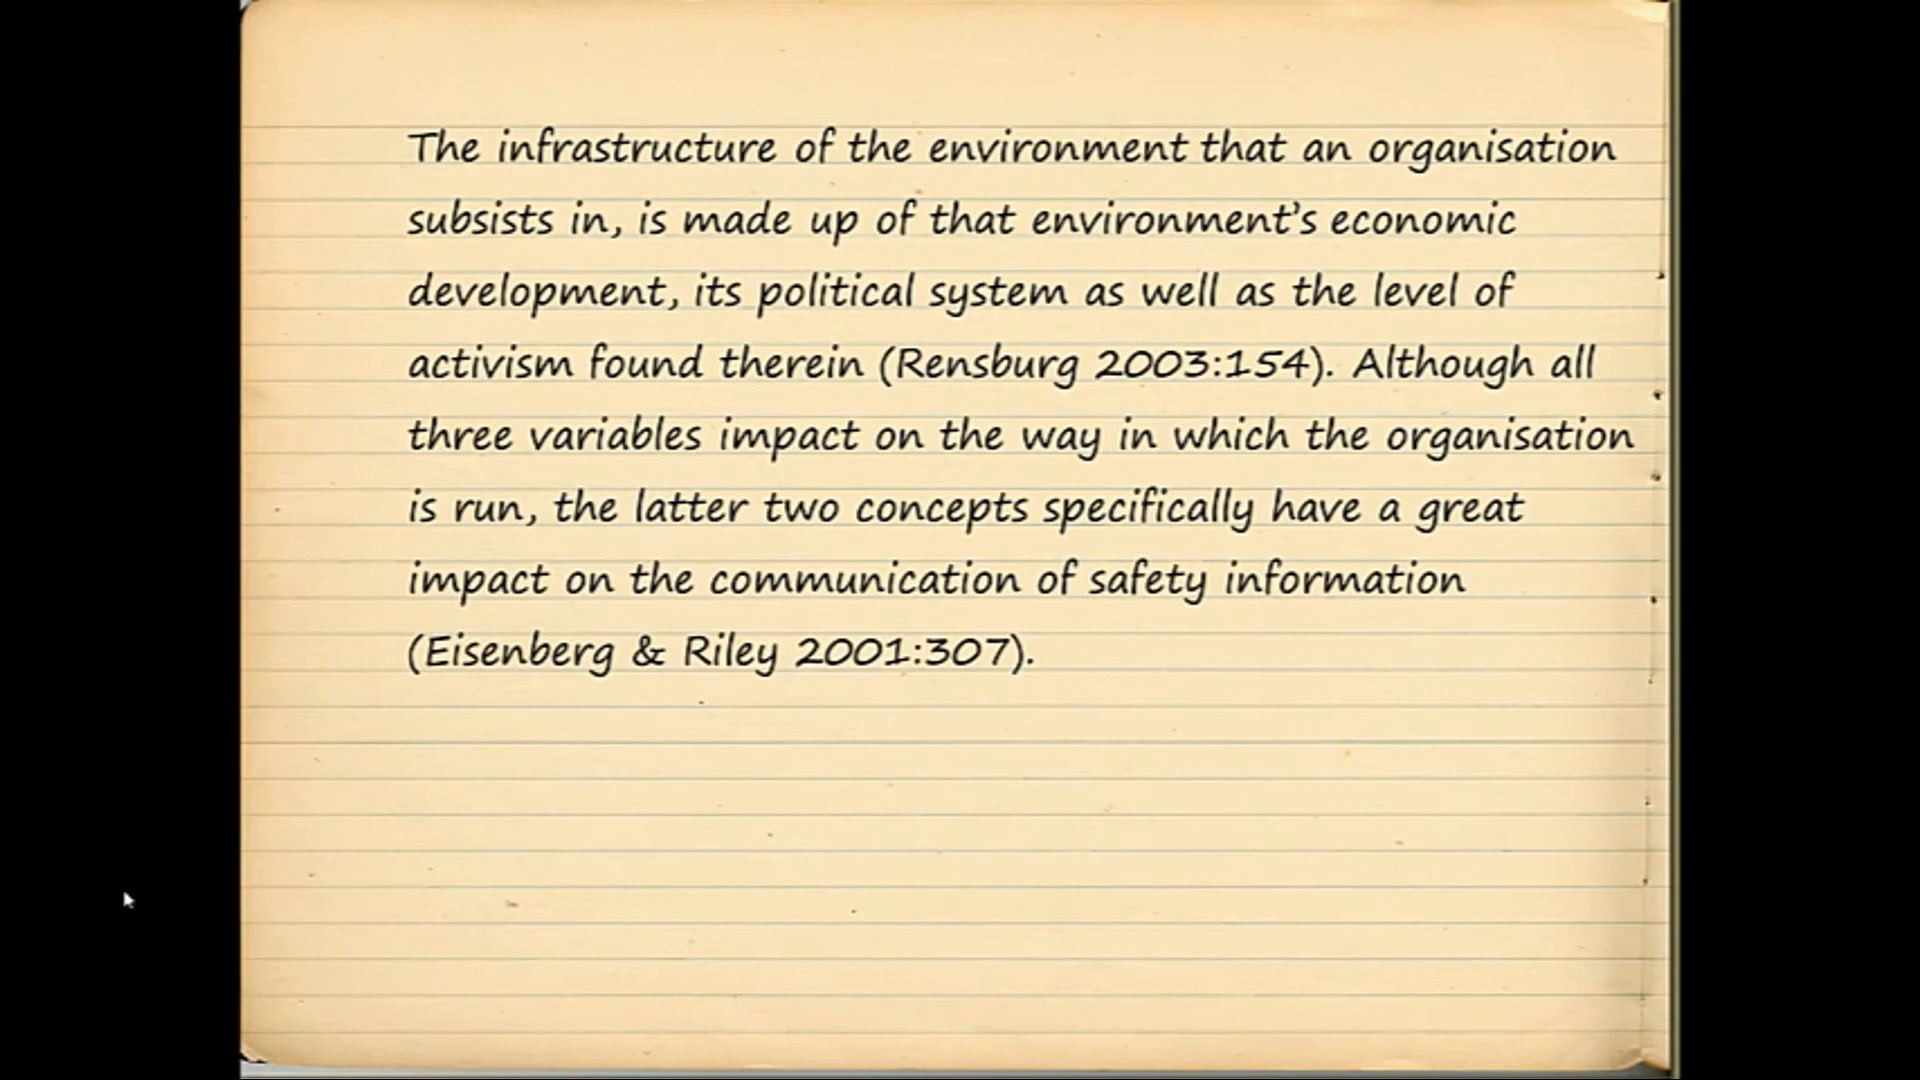 The infrastructure of the environment that an organisation
subsists in, is made up of that environment’s economic
development, its political system as well as the level of
activism found therein (Rensburg 2003:154). Although all
three variables impact on the way in which the organisation
is run, the latter two concepts specifically have a great
impact on the communication of safety information
(Eisenberg & Riley 2001:307).